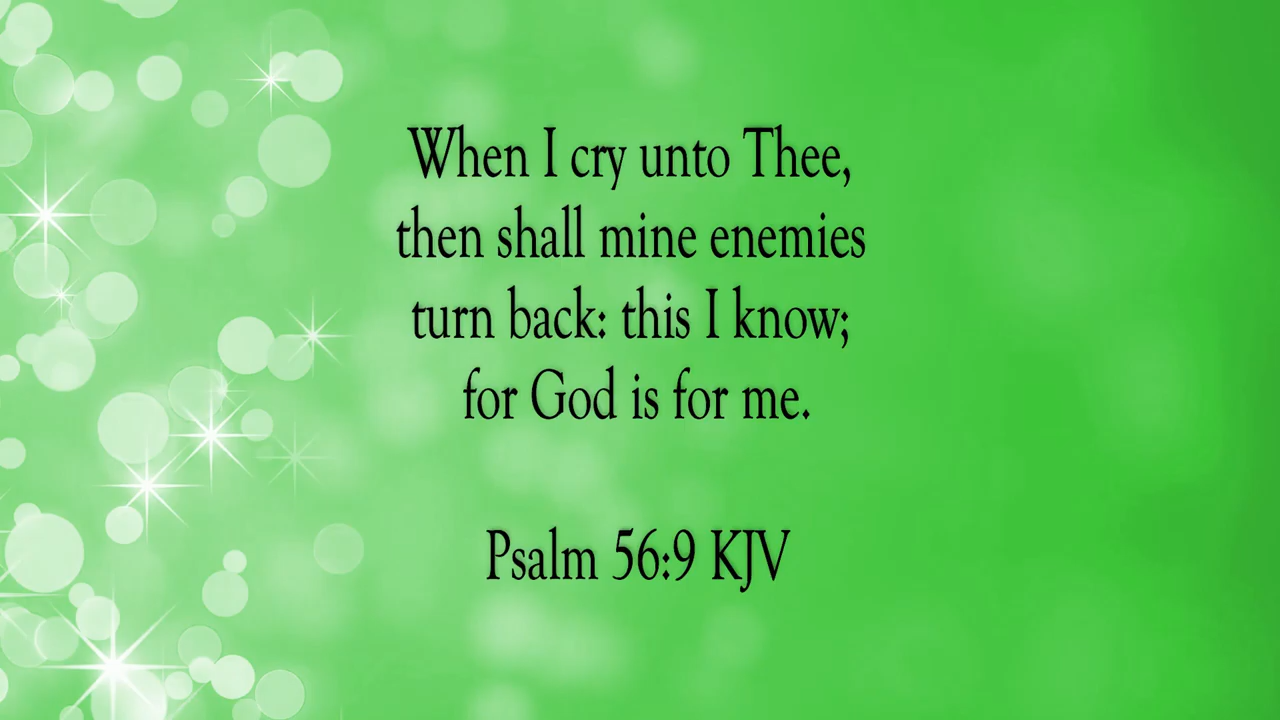 When I cry unto Thee,
then shall mine enemies
turn back: this I know;
for God is for me.
Psalm 56:9 KJV